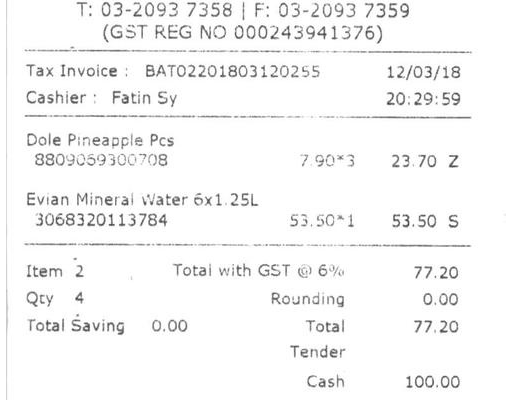 T: 03-2093 7358 | F: 03-2093 7359
(GST REG NO 000243941376)
Tax Invoice : BAT02201803120255 12/03/18
Cashier : Fatin Sy 20:29:59
Dole Pineapple Pcs
8809069300708 7.90*3 23.70 Z
Evian Mineral Water 6x1.25L
3068320113784 53.50*1 53.50 S
Item 2 Total with GST @ 6% 77.20
Qty 4 Rounding 0.00
Total Saving 0.00 Total 77.20
Tender
Cash 100.00